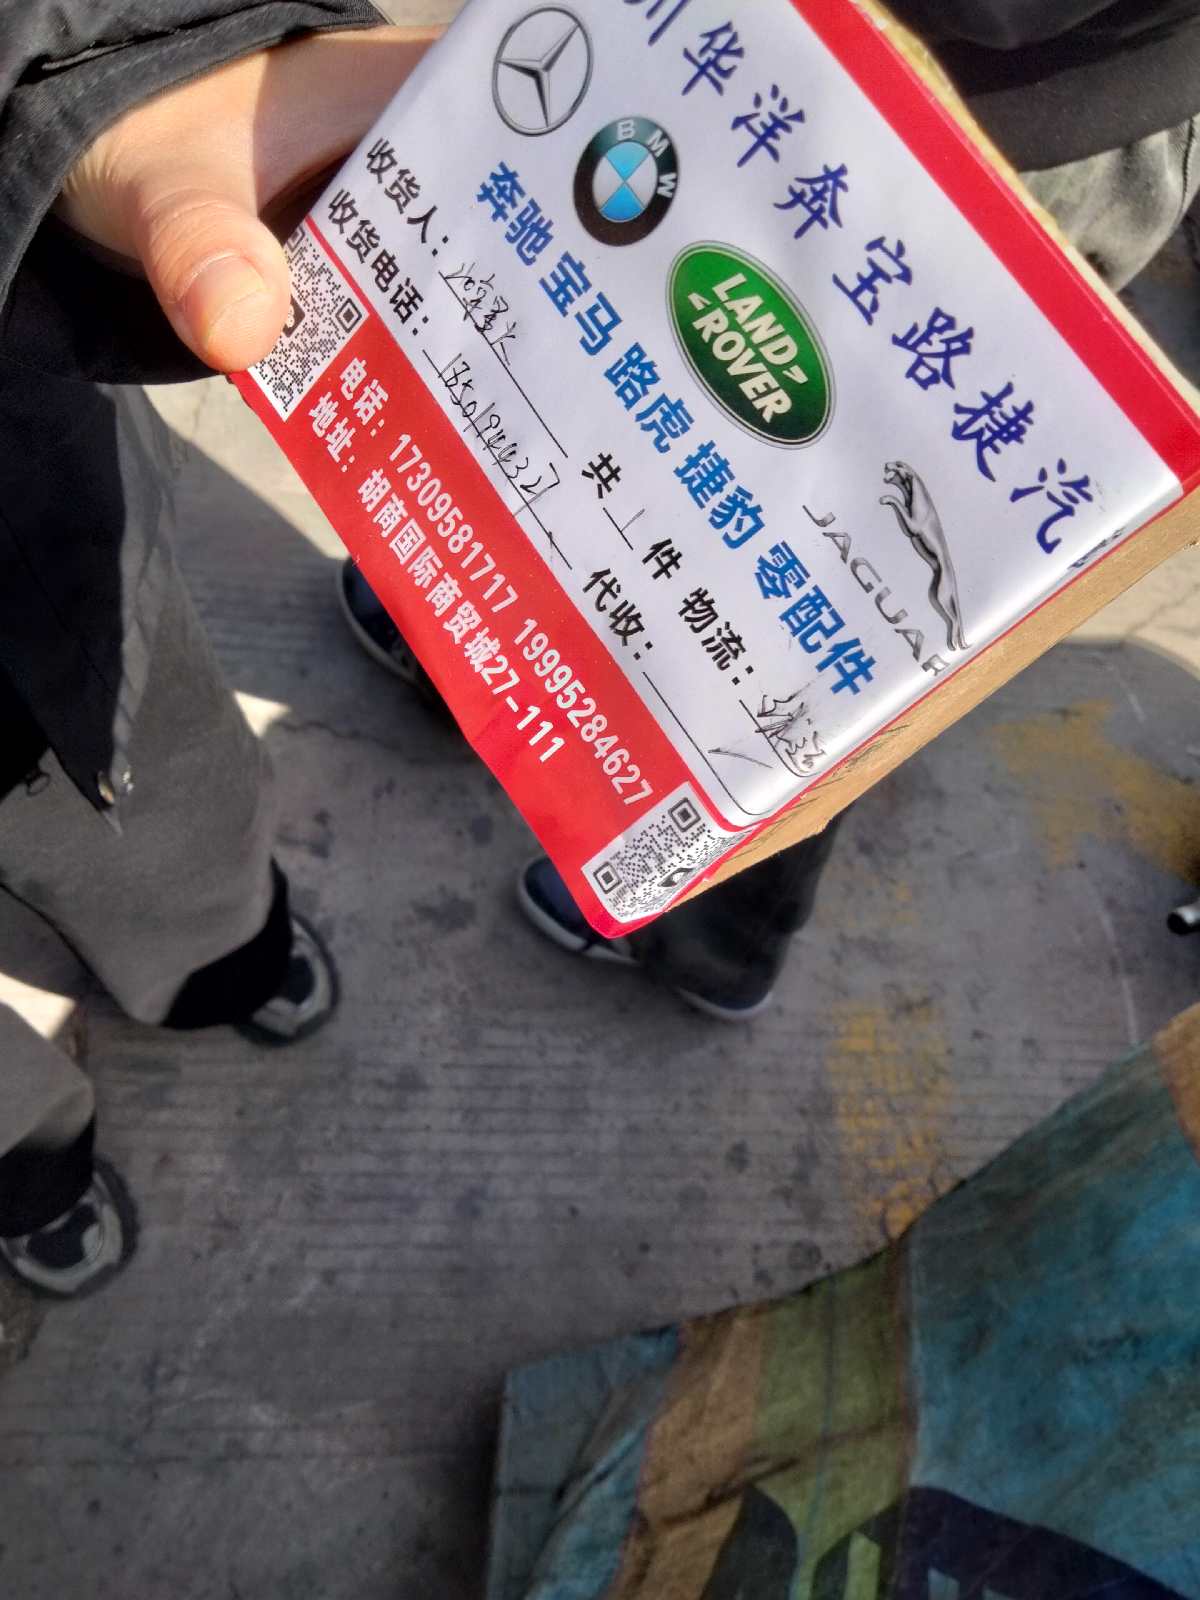 川华洋奔宝路捷汽
BMW
LAND
ROVER
JAGUAR
奔驰 宝马 路虎 捷豹 零配件
收货人：
收货电话：
共 1 件 物流：
代收：
电话：17309581717 19995284627
地址：胡商国际商贸城27-111